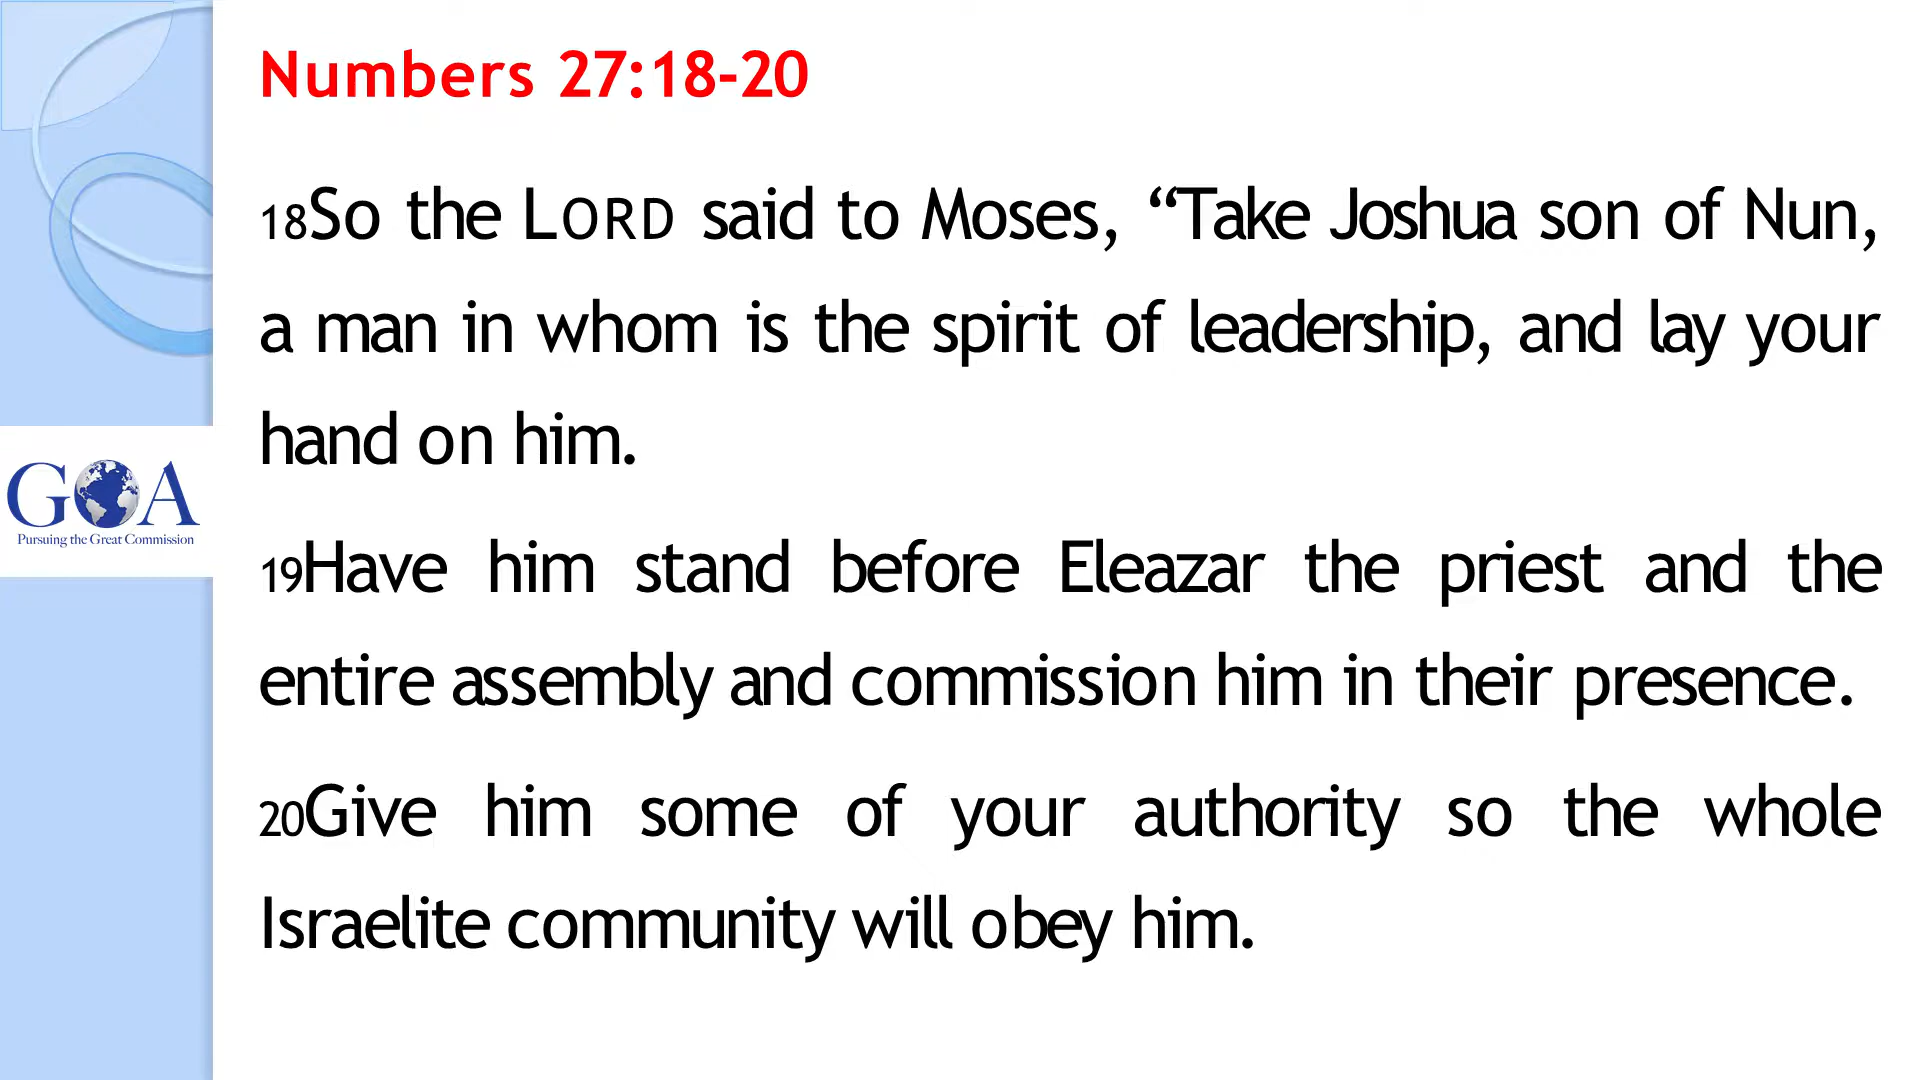 Numbers 27:18-20
18So the LORD said to Moses, “Take Joshua son of Nun,
a man in whom is the spirit of leadership, and lay your
hand on him.
GOA
Pursuing the Great Commission
19Have him stand before Eleazar the priest and the
entire assembly and commission him in their presence.
20Give him some of your authority so the whole
Israelite community will obey him.